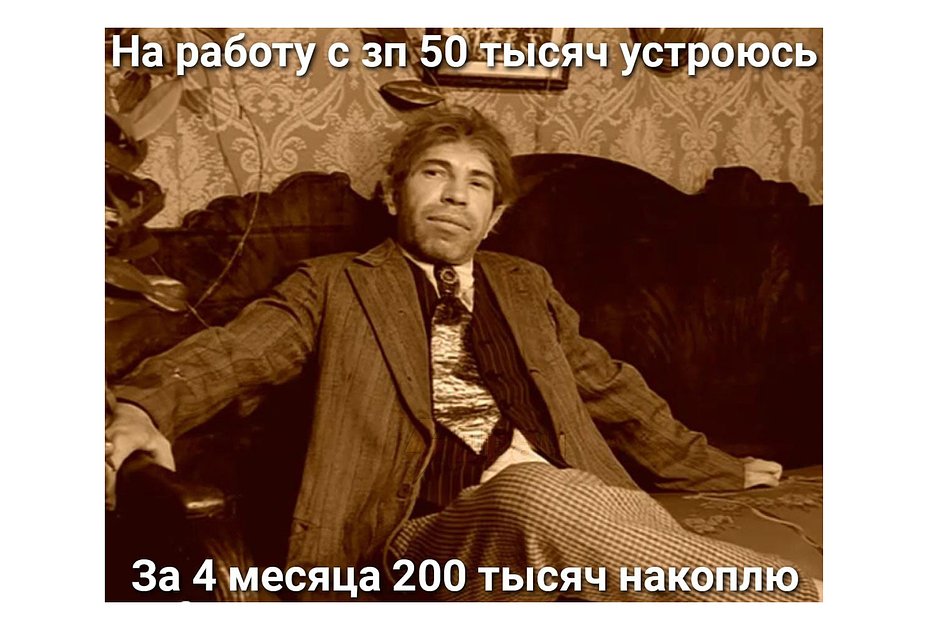 На работу с зп 50 тысяч устроюсь
За 4 месяца 200 тысяч накоплю